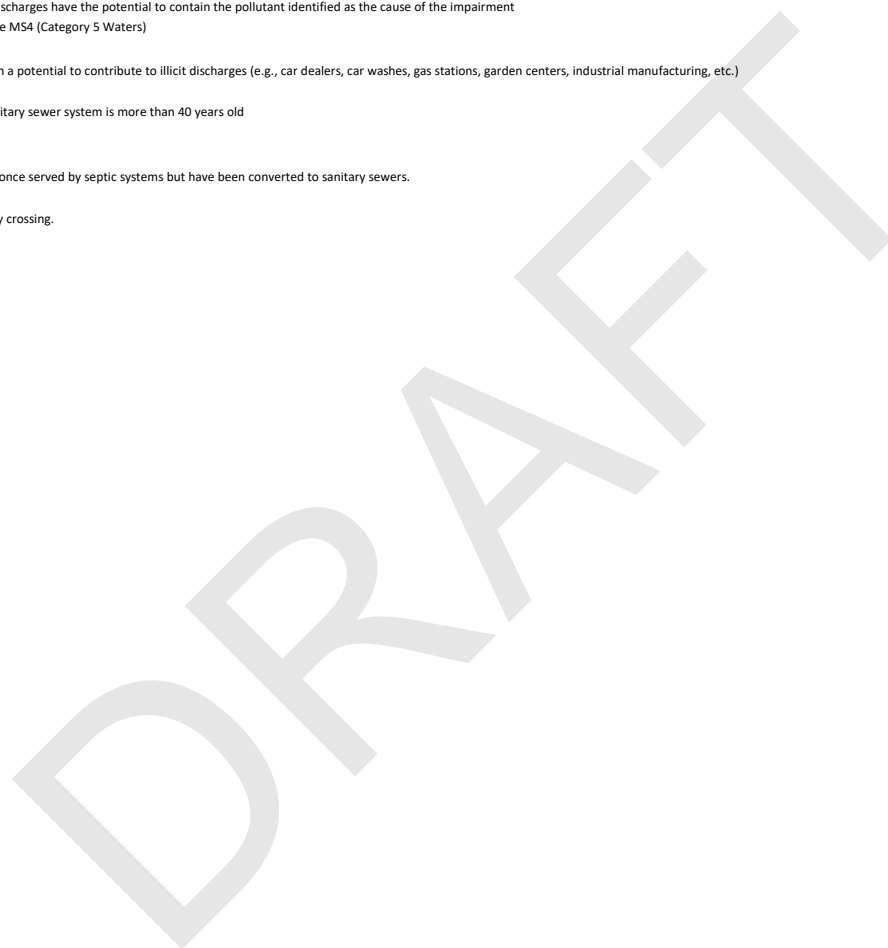 scharges have the potential to contain the pollutant identified as the cause of the impairment
e MS4 (Category 5 Waters)
n a potential to contribute to illicit discharges (e.g., car dealers, car washes, gas stations, garden centers, industrial manufacturing, etc.)
itary sewer system is more than 40 years old
once served by septic systems but have been converted to sanitary sewers.
y crossing.
DRAFT